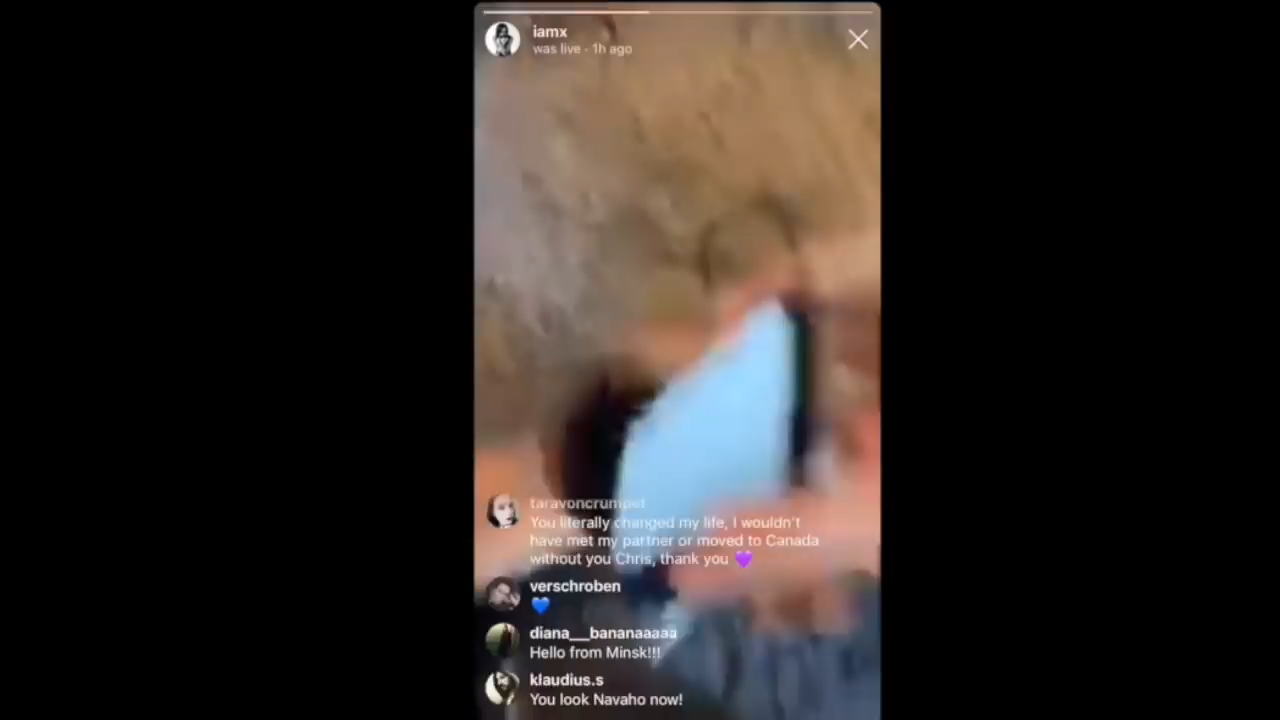 iamx
was live · 1h ago
taravoncrumpet
You literally changed my life, I wouldn't
have met my partner or moved to Canada
without you Chris, thank you 💜
verschroben
💙
diana__bananaaaaa
Hello from Minsk!!!
klaudius.s
You look Navaho now!